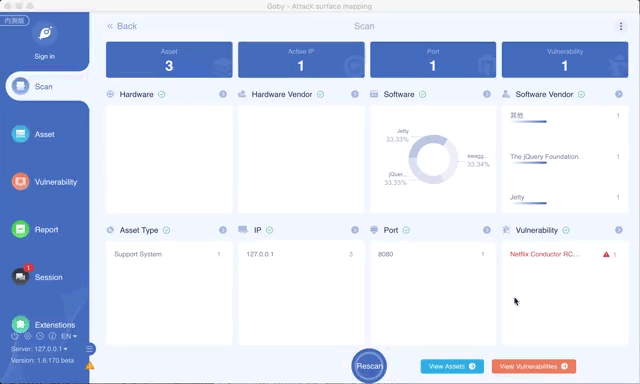 Goby - Attack surface mapping
内测版
Sign in
Scan
Asset
Vulnerability
Report
Session
1
Extenstions
EN
Server: 127.0.0.1
Version: 1.6.170.beta
« Back
Scan
Asset
3
Active IP
1
Port
1
Vulnerability
1
Hardware
Hardware Vendor
Software
Jetty
33.33%
swagg...
33.34%
jQuer...
33.33%
Software Vendor
其他 1
The jQuery Foundation. 1
Jetty 1
Asset Type
Support System 1
IP
127.0.0.1 3
Port
8080 1
Vulnerability
Netflix Conductor RC... 1
Rescan
View Assets
View Vulnerabilities